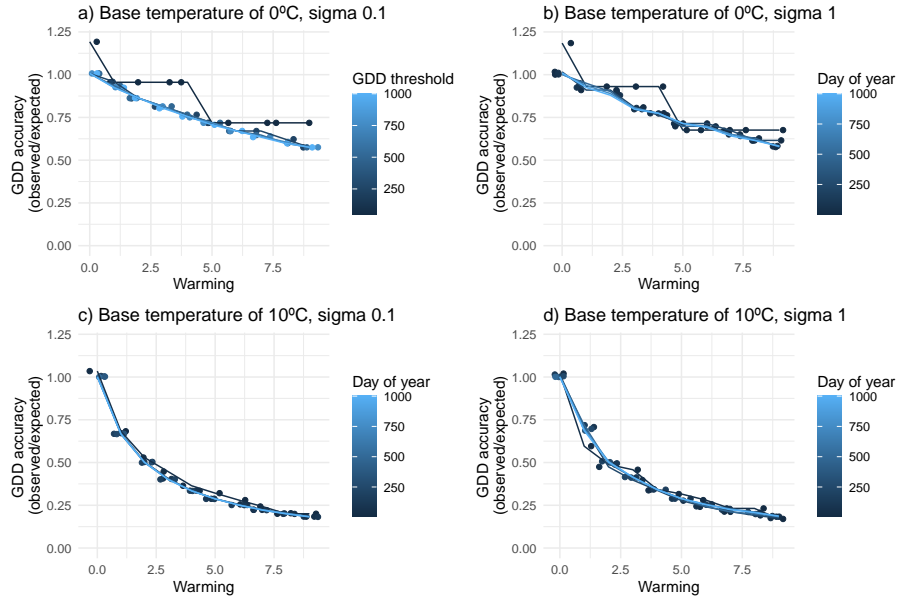 a) Base temperature of 0ºC, sigma 0.1
1.25
1.00
0.75
0.50
0.25
0.00
GDD accuracy
(observed/expected)
0.0
2.5
5.0
7.5
Warming
GDD threshold
1000
750
500
250
b) Base temperature of 0ºC, sigma 1
1.25
1.00
0.75
0.50
0.25
0.00
GDD accuracy
(observed/expected)
0.0
2.5
5.0
7.5
Warming
Day of year
1000
750
500
250
c) Base temperature of 10ºC, sigma 0.1
1.25
1.00
0.75
0.50
0.25
0.00
GDD accuracy
(observed/expected)
0.0
2.5
5.0
7.5
Warming
Day of year
1000
750
500
250
d) Base temperature of 10ºC, sigma 1
1.25
1.00
0.75
0.50
0.25
0.00
GDD accuracy
(observed/expected)
0.0
2.5
5.0
7.5
Warming
Day of year
1000
750
500
250